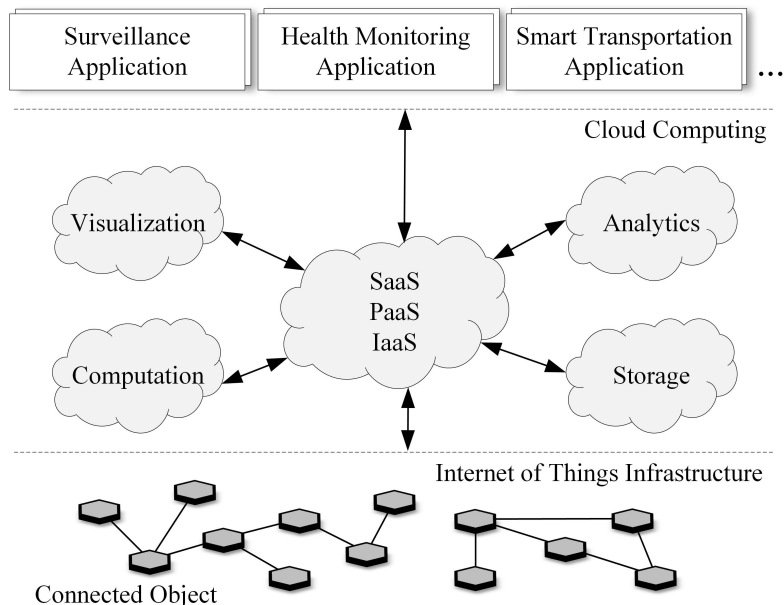 Surveillance
Application
Health Monitoring
Application
Smart Transportation
Application
...
Cloud Computing
Visualization
Analytics
SaaS
PaaS
IaaS
Computation
Storage
Internet of Things Infrastructure
Connected Object